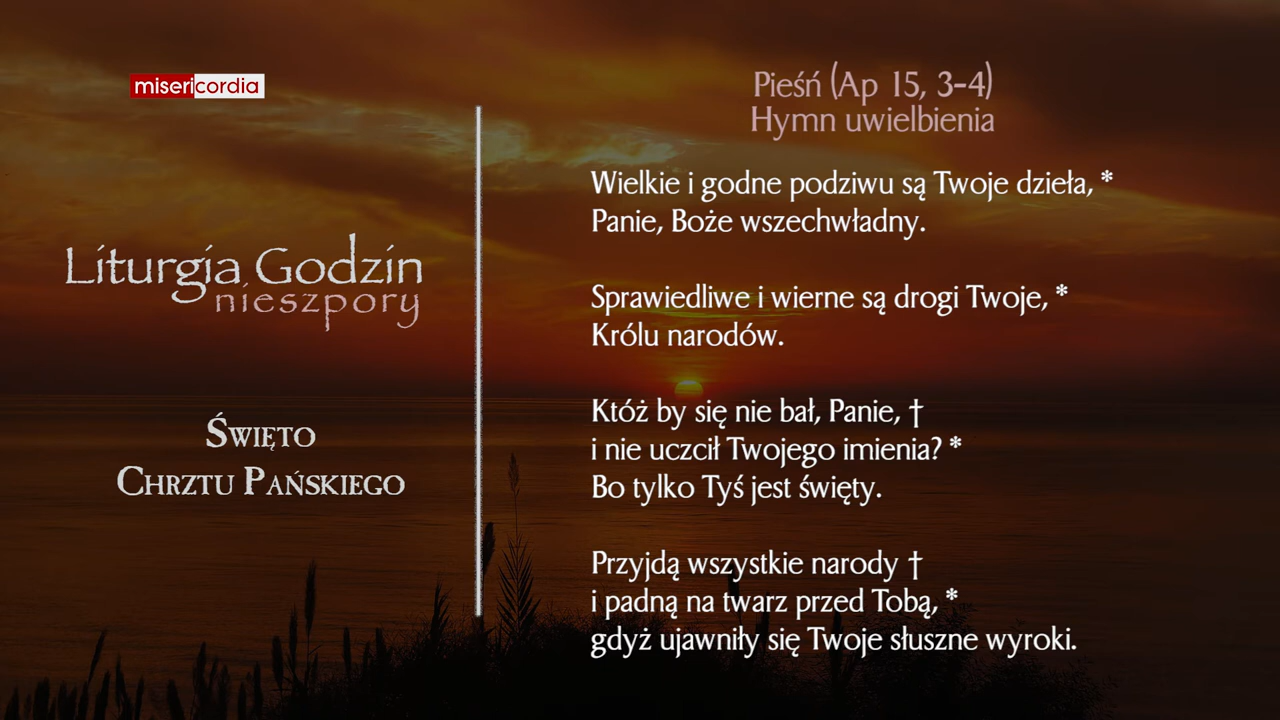 misericordia
Liturgia Godzin
nieszpory
Święto
Chrztu Pańskiego
Pieśń (Ap 15, 3-4)
Hymn uwielbienia
Wielkie i godne podziwu są Twoje dzieła, *
Panie, Boże wszechwładny.
Sprawiedliwe i wierne są drogi Twoje, *
Królu narodów.
Któż by się nie bał, Panie, †
i nie uczcił Twojego imienia? *
Bo tylko Tyś jest święty.
Przyjdą wszystkie narody †
i padną na twarz przed Tobą, *
gdyż ujawniły się Twoje słuszne wyroki.